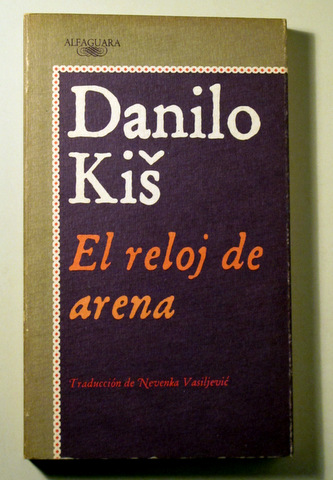 ALFAGUARA
Danilo
Kiš
El reloj de
arena
Traducción de Nevenka Vasiljević